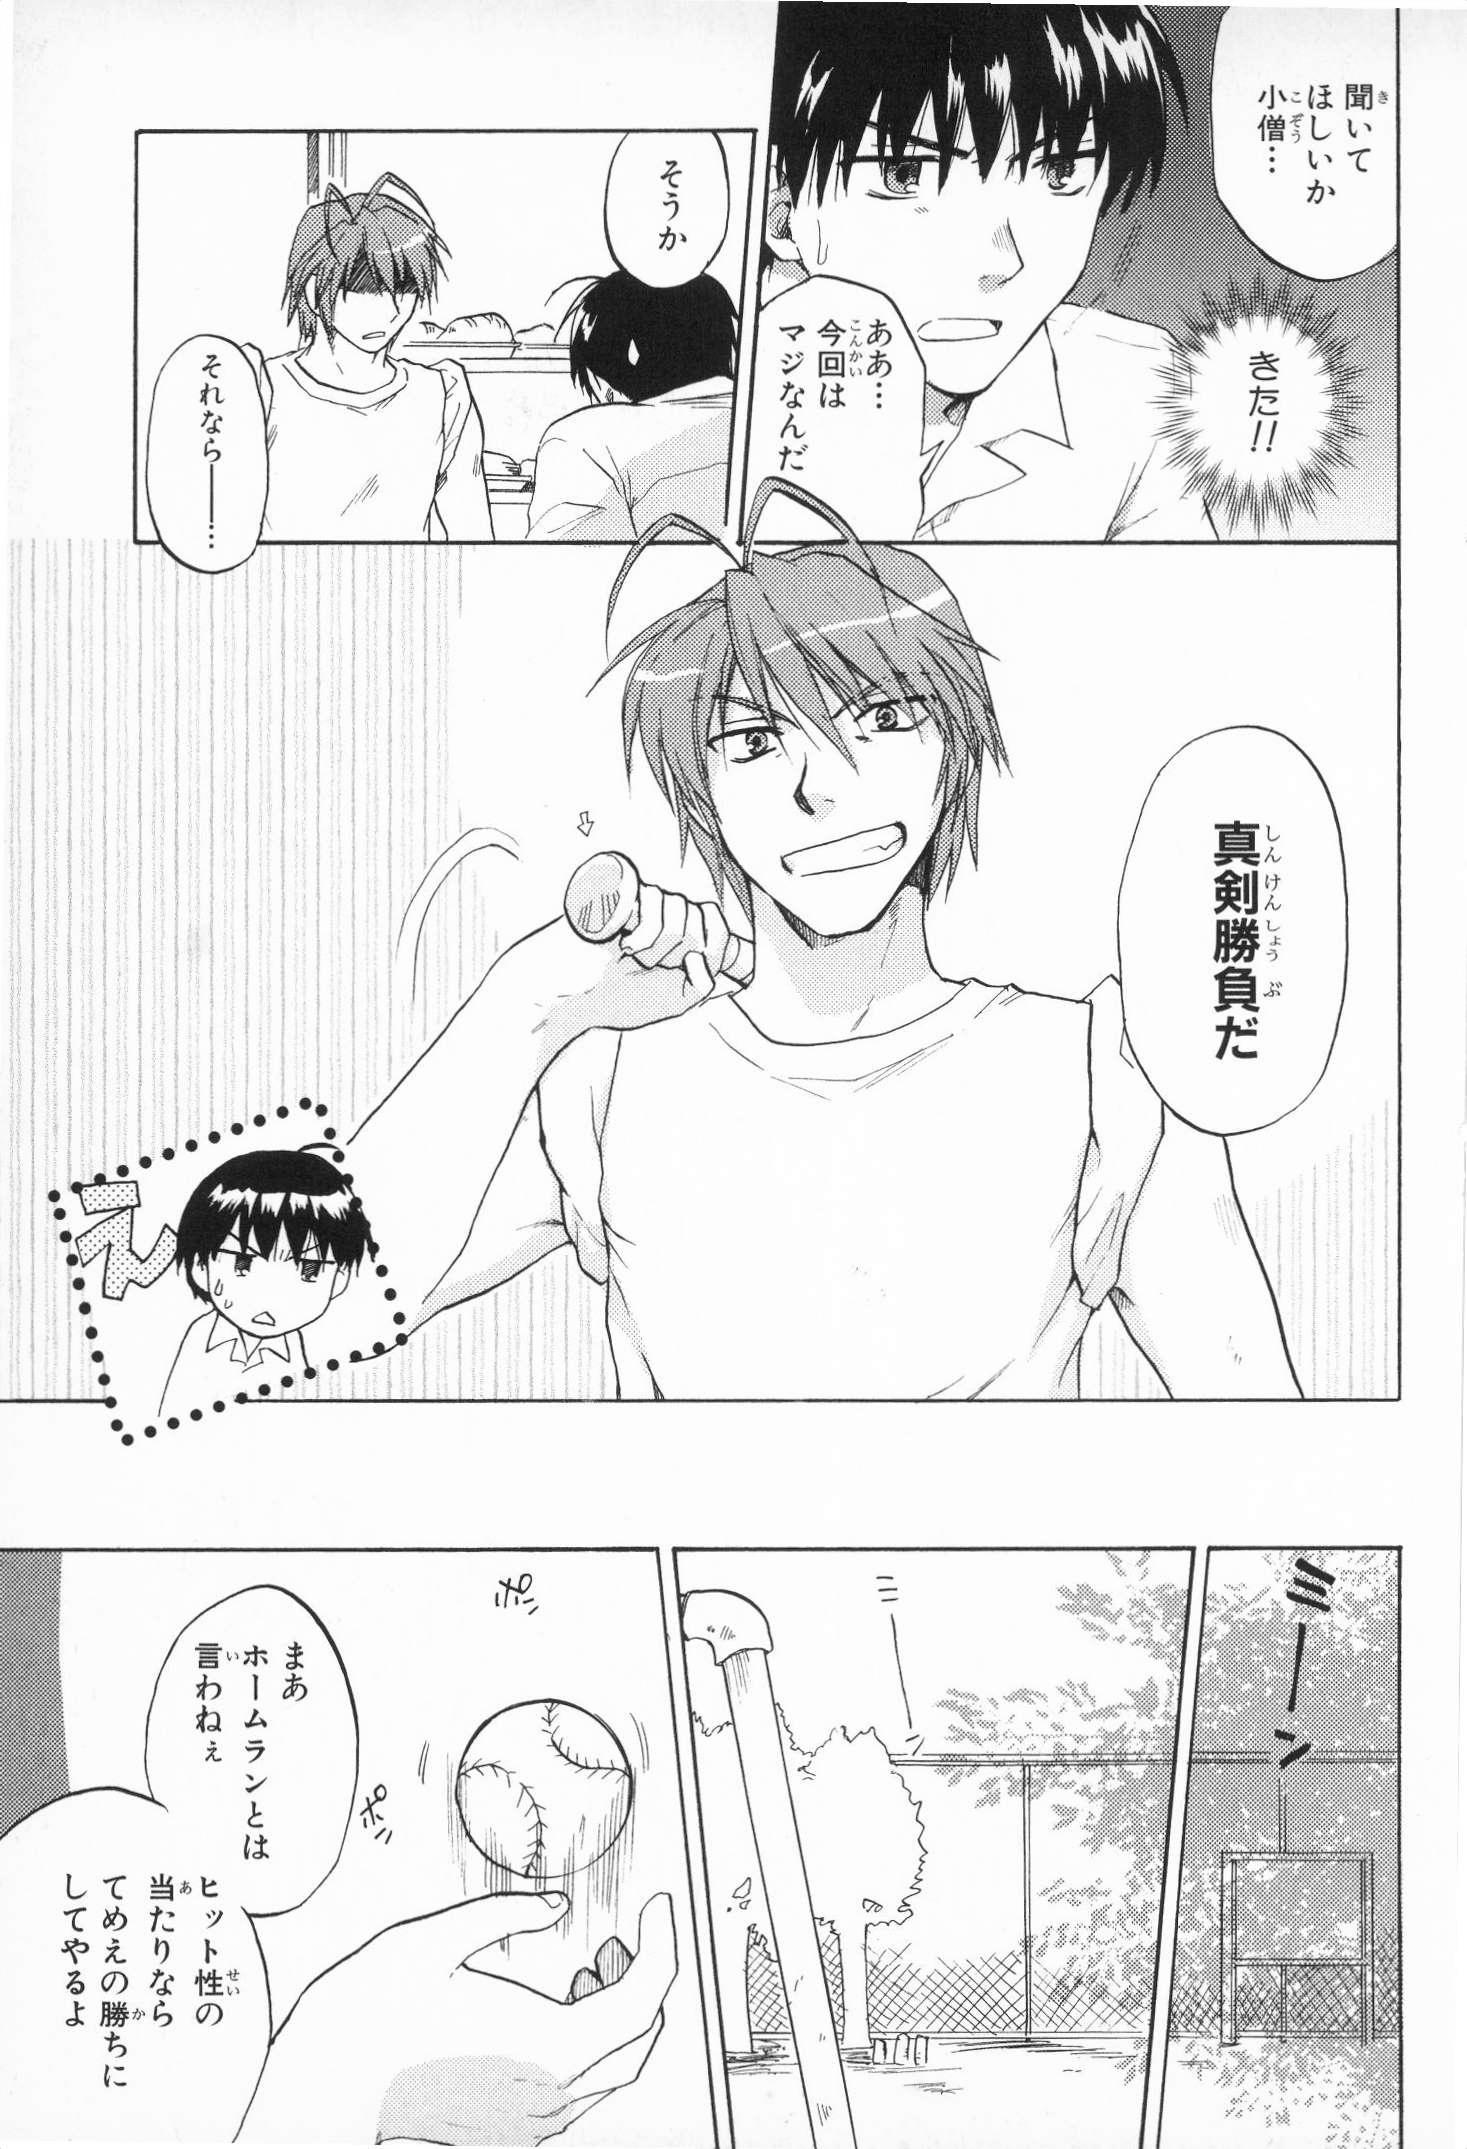 聞いて
ほしいか
小僧…
きた!!
ああ…
今回は
マジなんだ
そうか
それなら――…
真剣勝負だ
え〜
ミーン
ミーン
まあ
ホームランとは
言わねぇ
ヒット性の
当たりなら
てめえの勝ちに
してやるよ
ポン
ポン